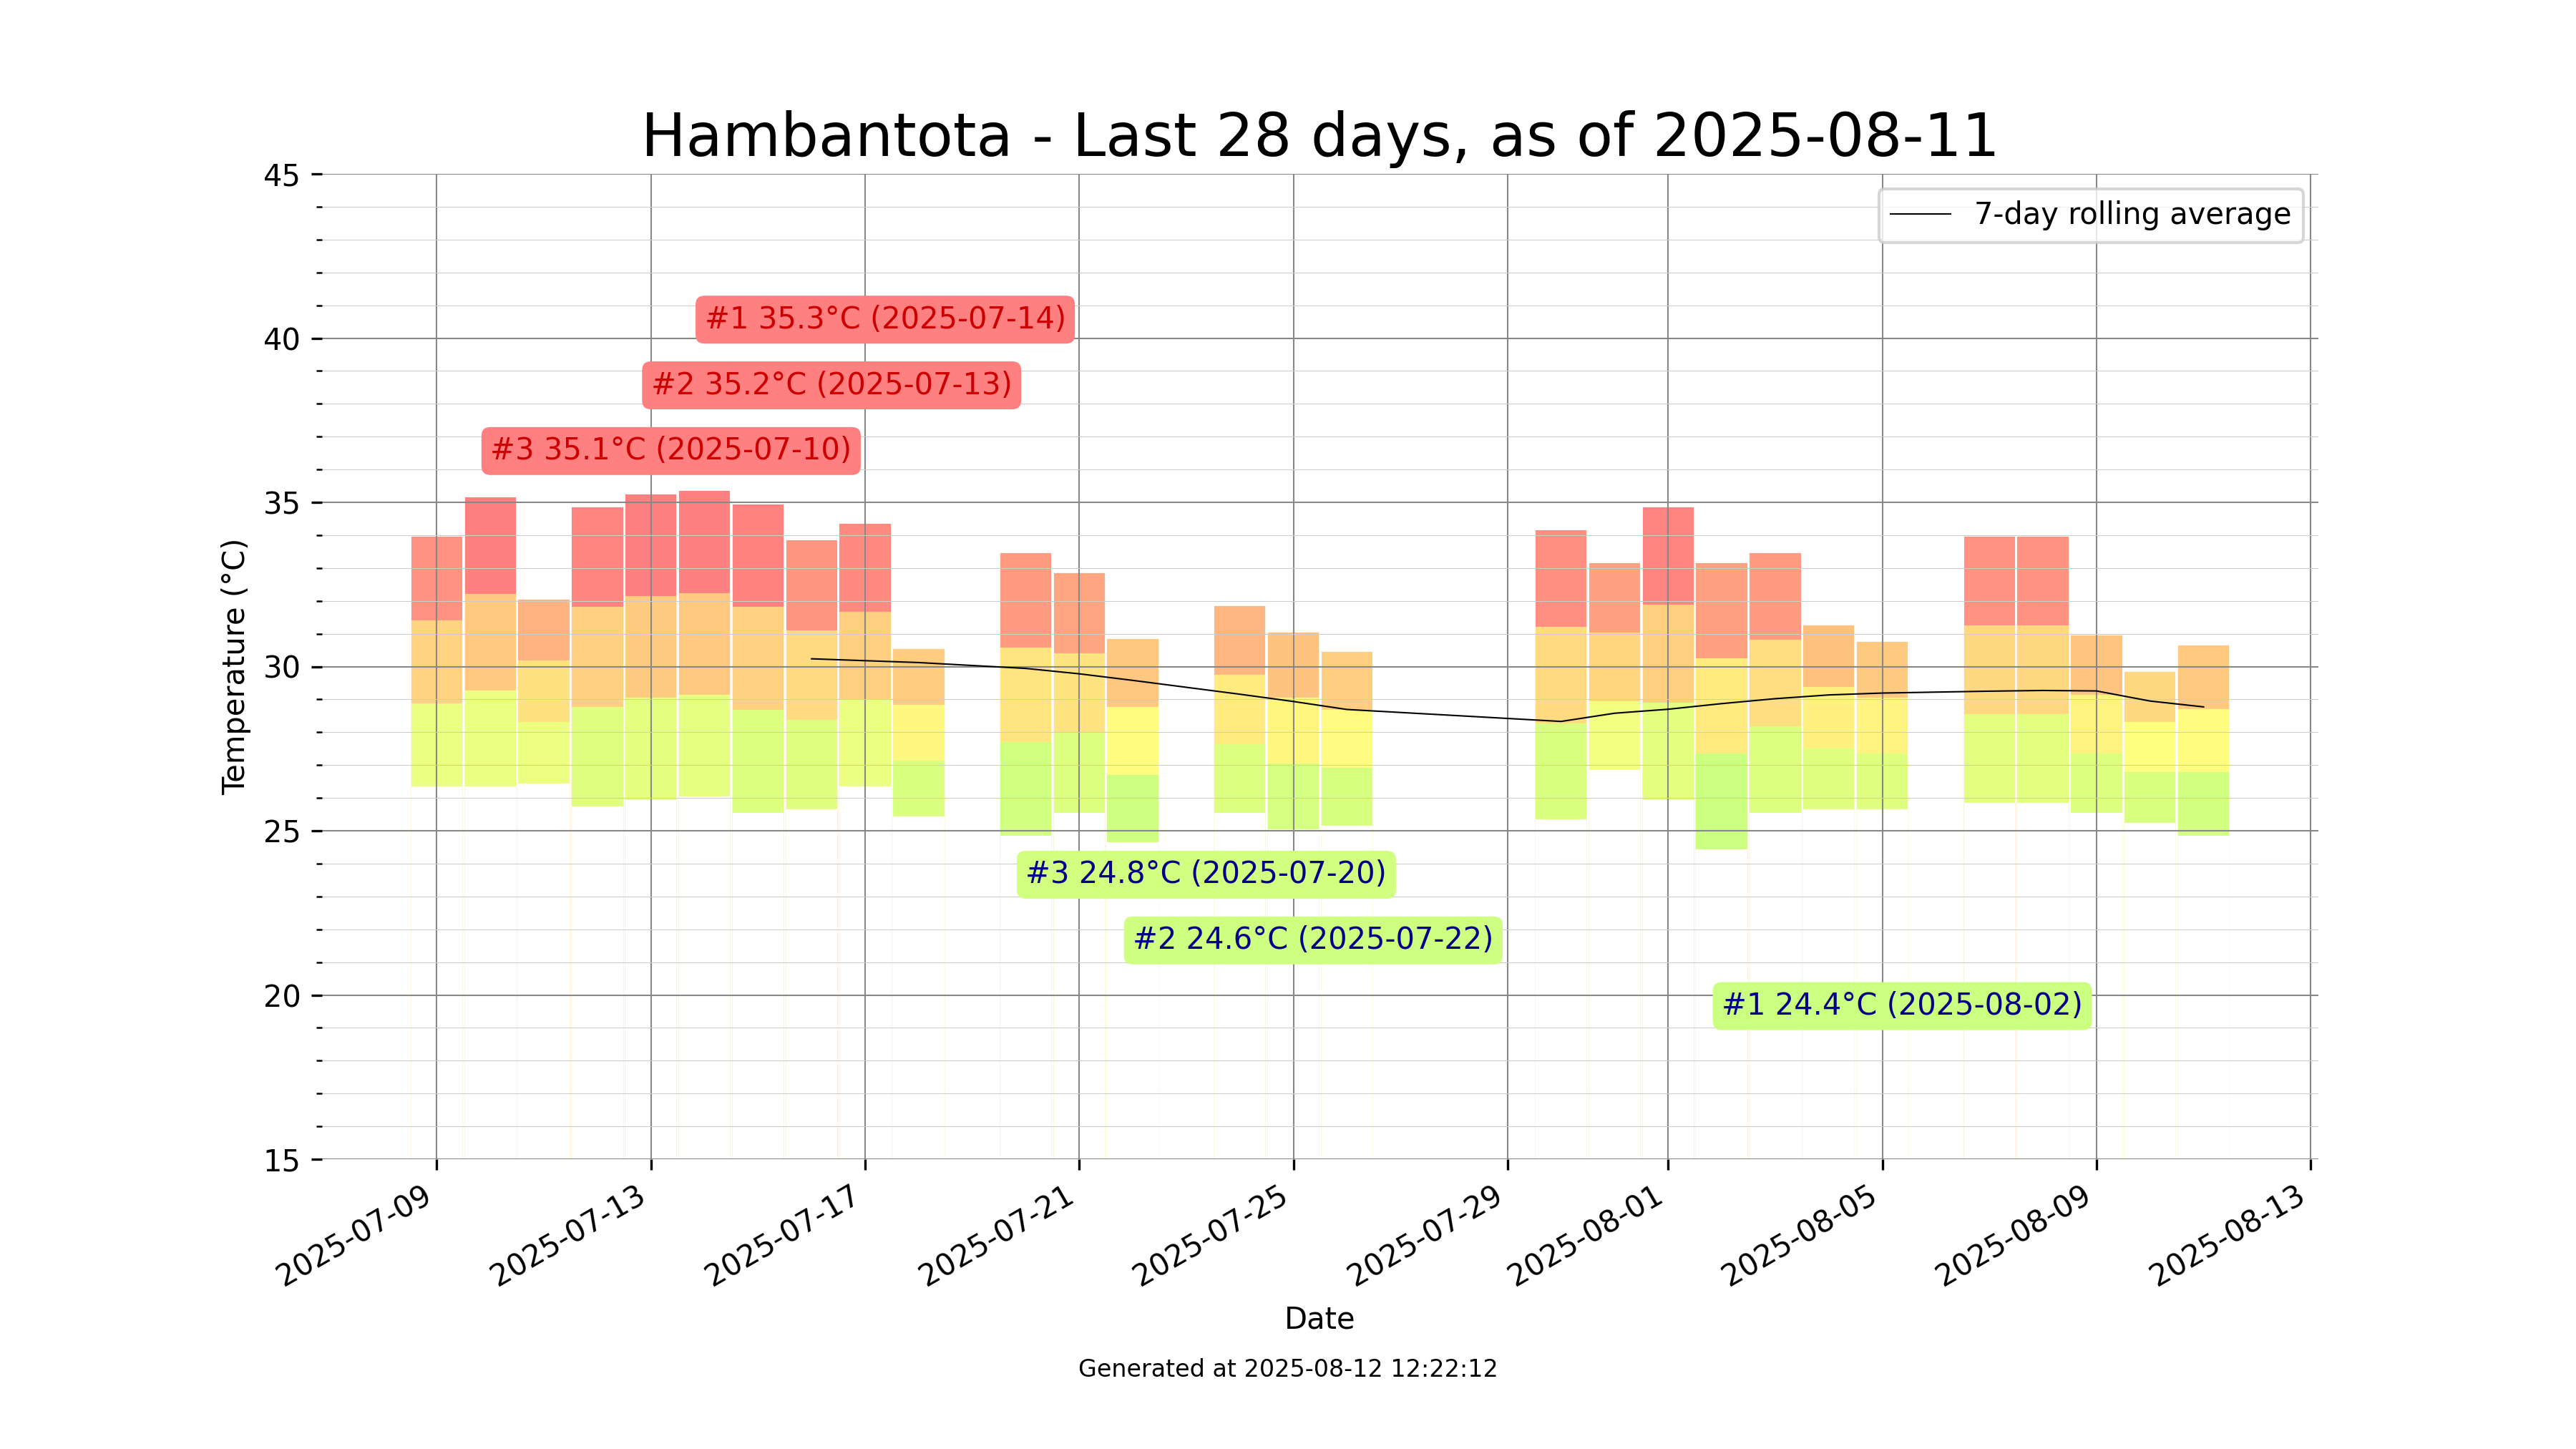 Hambantota - Last 28 days, as of 2025-08-11
45
7-day rolling average
#1 35.3°C (2025-07-14)
40
#2 35.2°C (2025-07-13)
#3 35.1°C (2025-07-10)
35
Temperature (°C)
30
25
#3 24.8°C (2025-07-20)
#2 24.6°C (2025-07-22)
20
#1 24.4°C (2025-08-02)
15
2025-07-09
2025-07-13
2025-07-17
2025-07-21
2025-07-25
2025-07-29
2025-08-01
2025-08-05
2025-08-09
2025-08-13
Date
Generated at 2025-08-12 12:22:12